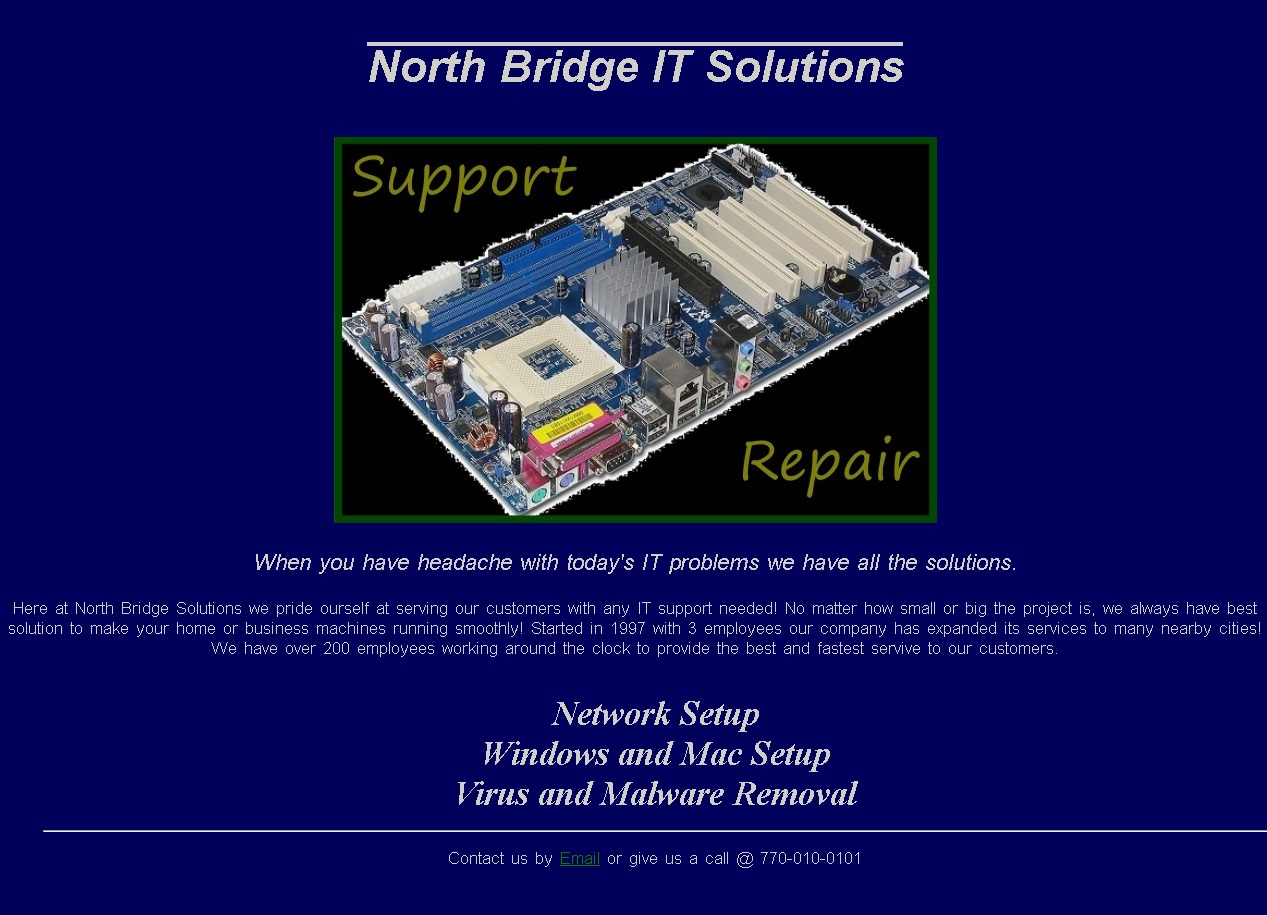 North Bridge IT Solutions
Support
Repair
When you have headache with today's IT problems we have all the solutions.
Here at North Bridge Solutions we pride ourself at serving our customers with any IT support needed! No matter how small or big the project is, we always have best
solution to make your home or business machines running smoothly! Started in 1997 with 3 employees our company has expanded its services to many nearby cities!
We have over 200 employees working around the clock to provide the best and fastest servive to our customers.
Network Setup
Windows and Mac Setup
Virus and Malware Removal
Contact us by Email or give us a call @ 770-010-0101